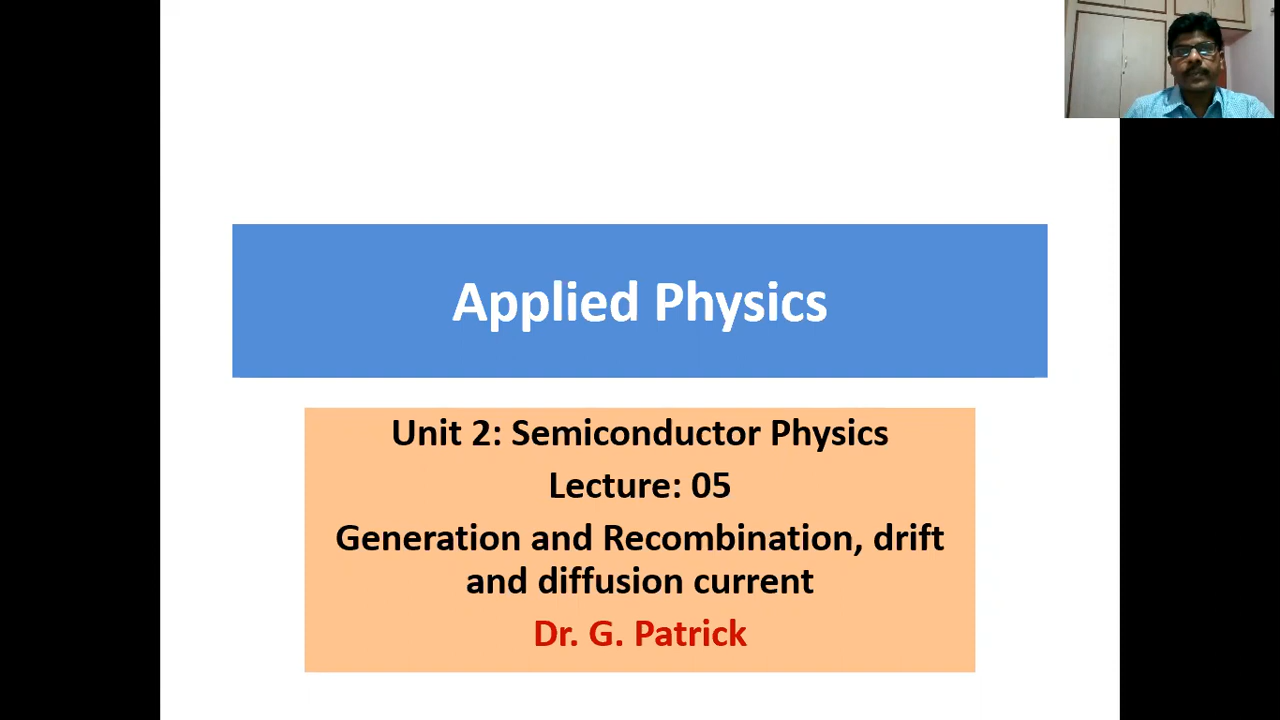 Applied Physics
Unit 2: Semiconductor Physics
Lecture: 05
Generation and Recombination, drift
and diffusion current
Dr. G. Patrick